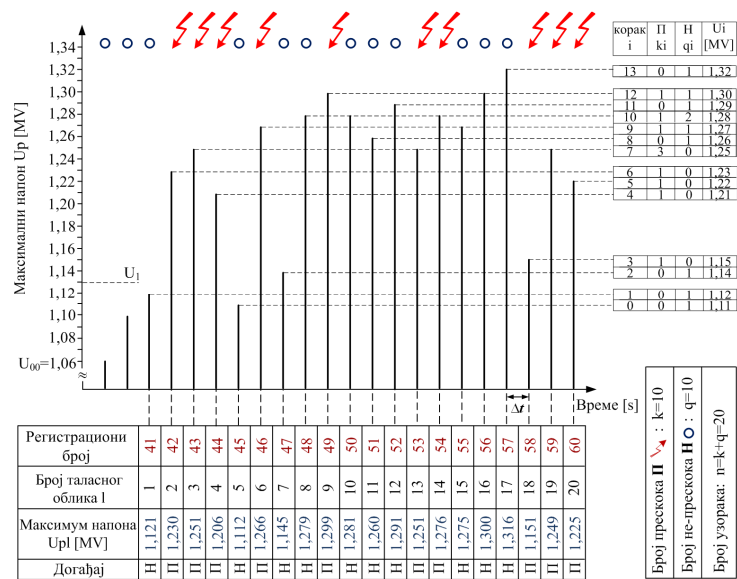 Максимални напон Up [MV]
1,34
1,32
1,30
1,28
1,26
1,24
1,22
1,20
1,18
1,16
1,14
1,12
1,10
1,08
U₀₀=1,06
≈
U₁
Δt
Време [s]
корак i П ki Н qi Ui [MV]
13 0 1 1,32
12 1 1 1,30
11 0 1 1,29
10 1 2 1,28
9 1 1 1,27
8 0 1 1,26
7 3 0 1,25
6 1 0 1,23
5 1 0 1,22
4 1 0 1,21
3 1 0 1,15
2 0 1 1,14
1 0 1 1,12
0 0 1 1,11
Регистрациони број 41 42 43 44 45 46 47 48 49 50 51 52 53 54 55 56 57 58 59 60
Број таласног облика l 1 2 3 4 5 6 7 8 9 10 11 12 13 14 15 16 17 18 19 20
Максимум напона Upl [MV] 1,121 1,230 1,251 1,206 1,112 1,266 1,145 1,279 1,299 1,281 1,260 1,291 1,251 1,276 1,275 1,300 1,316 1,151 1,249 1,225
Догађај Н П П П Н П Н Н П Н Н Н П П Н Н Н П П П
Број прескока П : k=10
Број не-прескока Н : q=10
Број узорака: n=k+q=20